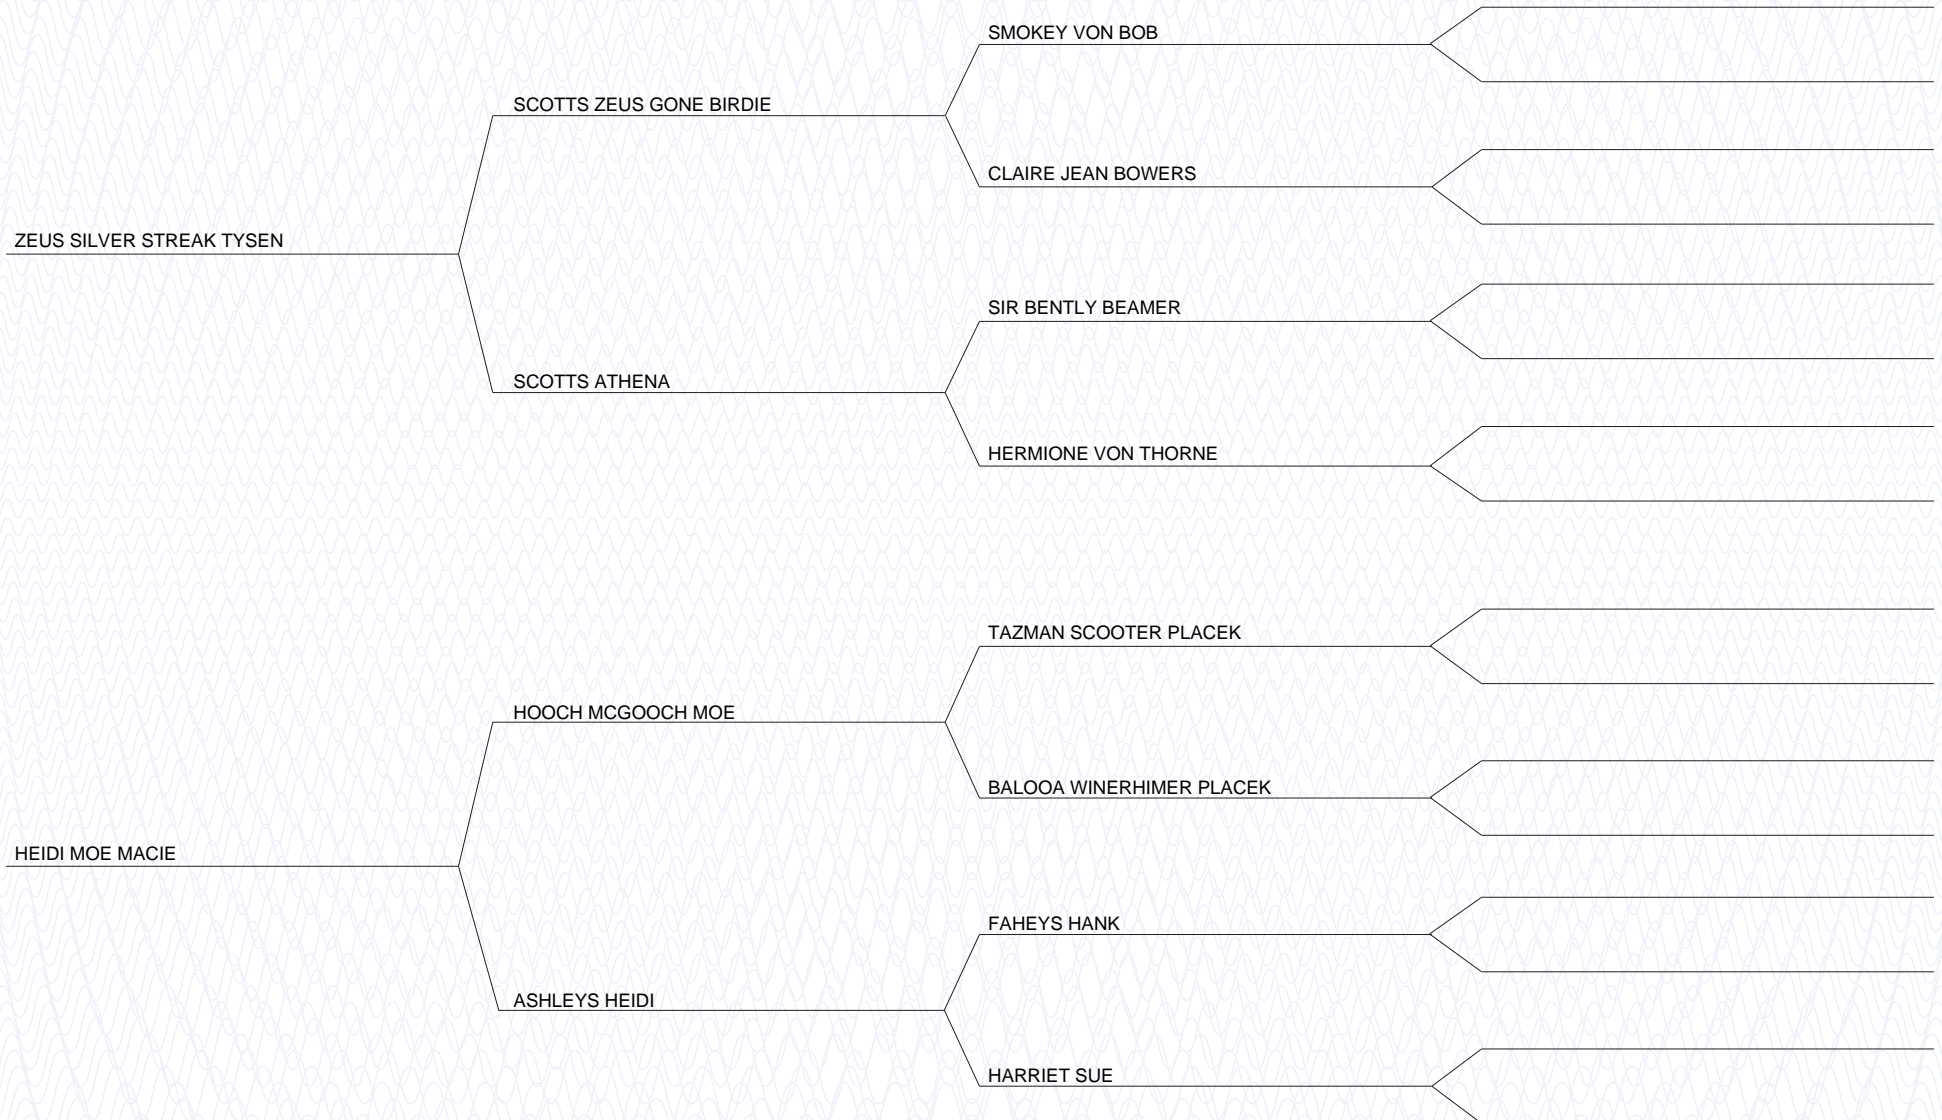 SMOKEY VON BOB
SCOTTS ZEUS GONE BIRDIE
CLAIRE JEAN BOWERS
ZEUS SILVER STREAK TYSEN
SIR BENTLY BEAMER
SCOTTS ATHENA
HERMIONE VON THORNE
TAZMAN SCOOTER PLACEK
HOOCH MCGOOCH MOE
BALOOA WINERHIMER PLACEK
HEIDI MOE MACIE
FAHEYS HANK
ASHLEYS HEIDI
HARRIET SUE